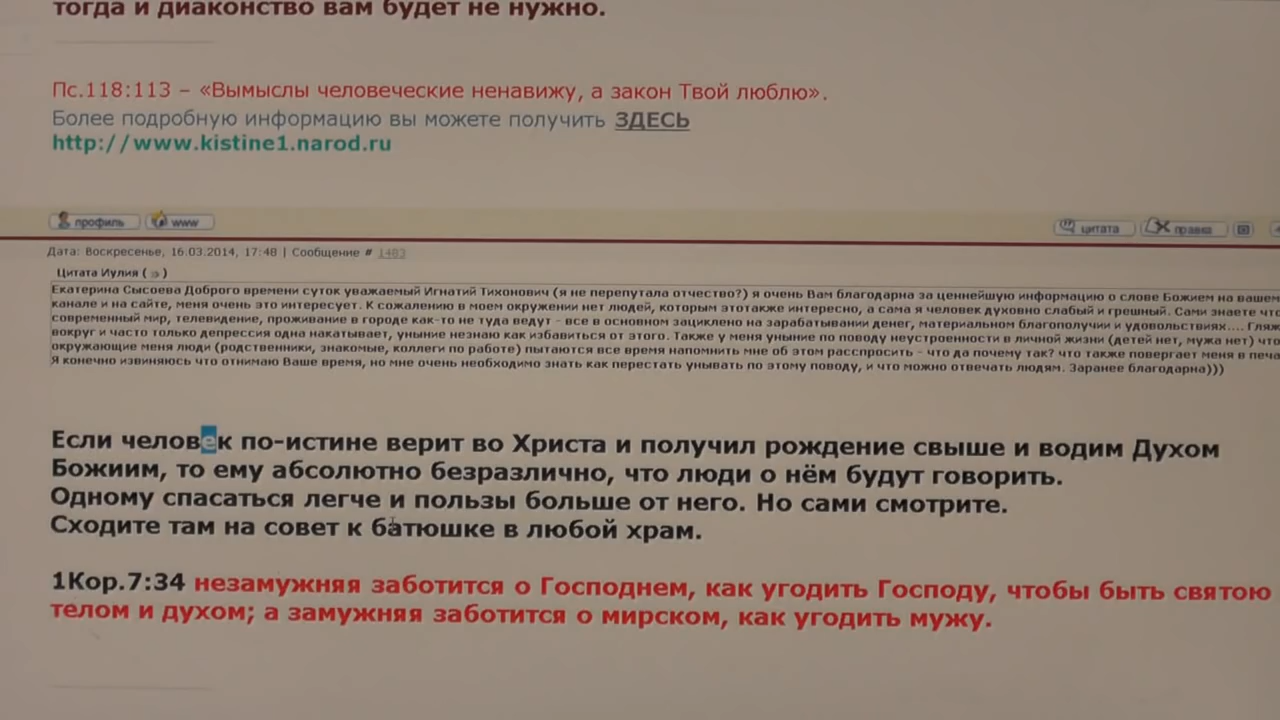 тогда и диаконство вам будет не нужно.
Пс.118:113 – «Вымыслы человеческие ненавижу, а закон Твой люблю».
Более подробную информацию вы можете получить ЗДЕСЬ
http://www.kistine1.narod.ru
профиль www цитата правка
Дата: Воскресенье, 16.03.2014, 17:48 | Сообщение # 1483
Цитата Иулия ( )
Екатерина Сысоева Доброго времени суток уважаемый Игнатий Тихонович (я не перепутала отчество?) я очень Вам благодарна за ценнейшую информацию о слове Божием на вашем
канале и на сайте, меня очень это интересует. К сожалению в моем окружении нет людей, которым этотакже интересно, а сама я человек духовно слабый и грешный. Сами знаете что
современный мир, телевидение, проживание в городе как-то не туда ведут - все в основном зациклено на зарабатывании денег, материальном благополучии и удовольствиях....
вокруг и часто только депрессия одна накатывает, уныние незнаю как избавиться от этого. Также у меня уныние по поводу неустроенности в личной жизни (детей нет, мужа нет) что
окружающие меня люди (родственники, знакомые, коллеги по работе) пытаются все время напомнить мне об этом расспросить - что да почему так? что также повергает меня в
Я конечно извиняюсь что отнимаю Ваше время, но мне очень необходимо знать как перестать унывать по этому поводу, и что можно отвечать людям. Заранее благодарна)))
Если человек по-истине верит во Христа и получил рождение свыше и водим Духом
Божиим, то ему абсолютно безразлично, что люди о нём будут говорить.
Одному спасаться легче и пользы больше от него. Но сами смотрите.
Сходите там на совет к батюшке в любой храм.
1Кор.7:34 незамужняя заботится о Господнем, как угодить Господу, чтобы быть святою
телом и духом; а замужняя заботится о мирском, как угодить мужу.